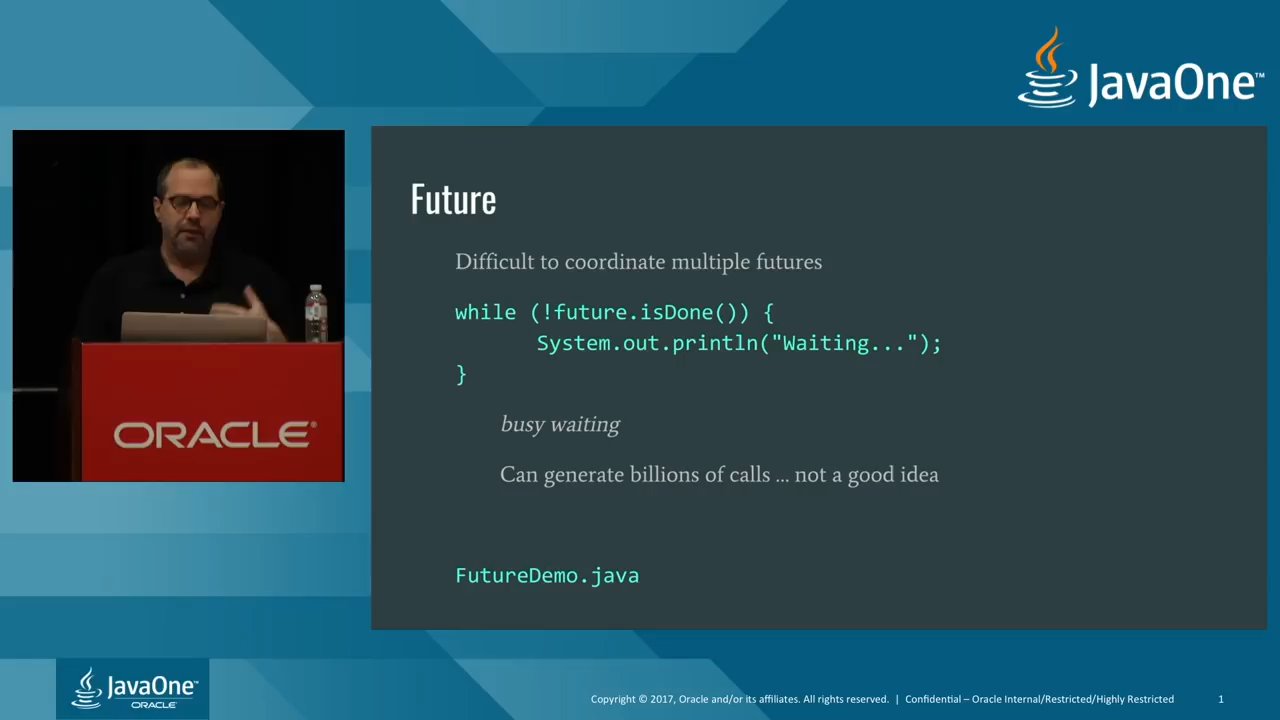 JavaOne™
Future
Difficult to coordinate multiple futures
while (!future.isDone()) {
System.out.println("Waiting...");
}
busy waiting
Can generate billions of calls ... not a good idea
FutureDemo.java
ORACLE®
JavaOne™
ORACLE
Copyright © 2017, Oracle and/or its affiliates. All rights reserved. | Confidential – Oracle Internal/Restricted/Highly Restricted 1